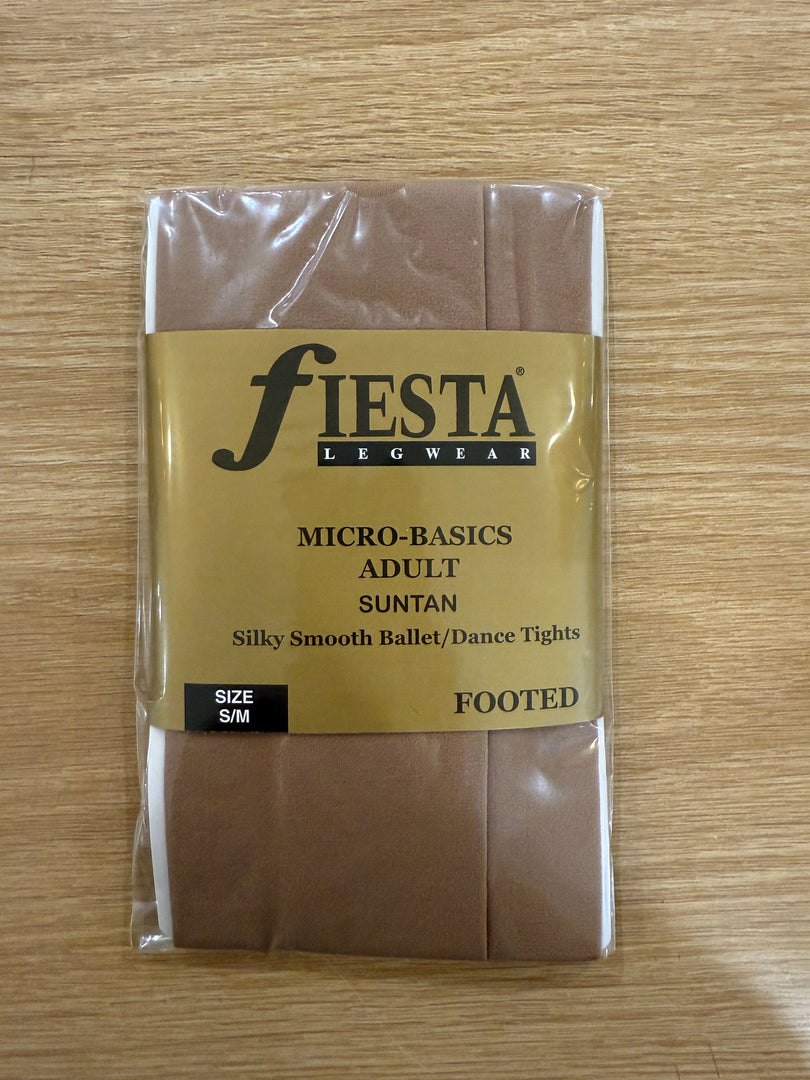 fIESTA®
LEGWEAR
MICRO-BASICS
ADULT
SUNTAN
Silky Smooth Ballet/Dance Tights
SIZE
S/M
FOOTED